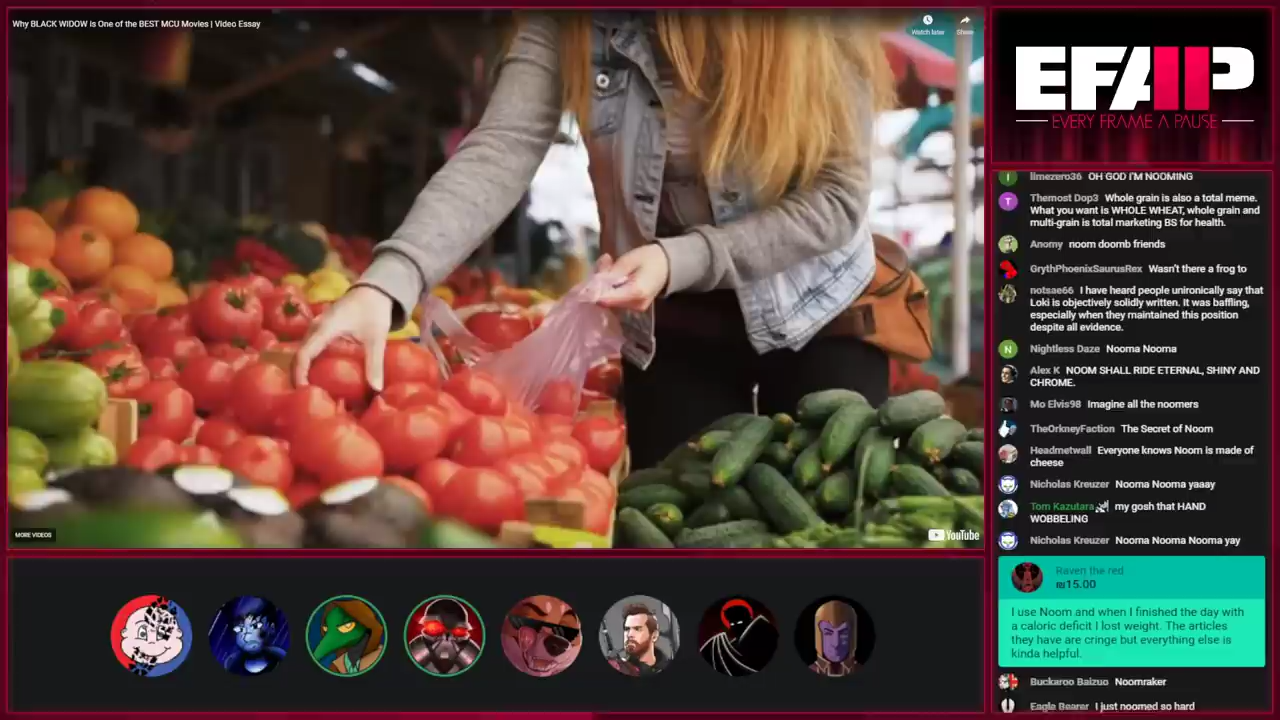 Why BLACK WIDOW is One of the BEST MCU Movies | Video Essay
Watch later
Share
MORE VIDEOS
YouTube
EFAP
EVERY FRAME A PAUSE
limezero36 OH GOD I'M NOOMING
Themost Dop3 Whole grain is also a total meme.
What you want is WHOLE WHEAT, whole grain and
multi-grain is total marketing BS for health.
Anomy noom doomb friends
GrythPhoenixSaurusRex Wasn't there a frog to
notsae66 I have heard people unironically say that
Loki is objectively solidly written. It was baffling,
especially when they maintained this position
despite all evidence.
Nightless Daze Nooma Nooma
Alex K NOOM SHALL RIDE ETERNAL, SHINY AND
CHROME.
Mo Elvis98 Imagine all the noomers
TheOrkneyFaction The Secret of Noom
Headmetwall Everyone knows Noom is made of
cheese
Nicholas Kreuzer Nooma Nooma yaaay
Tom Kazutara my gosh that HAND
WOBBELING
Nicholas Kreuzer Nooma Nooma Nooma yay
Raven the red
₪15.00
I use Noom and when I finished the day with
a caloric deficit I lost weight. The articles
they have are cringe but everything else is
kinda helpful.
Buckaroo Baizuo Noomraker
Eagle Bearer I just noomed so hard